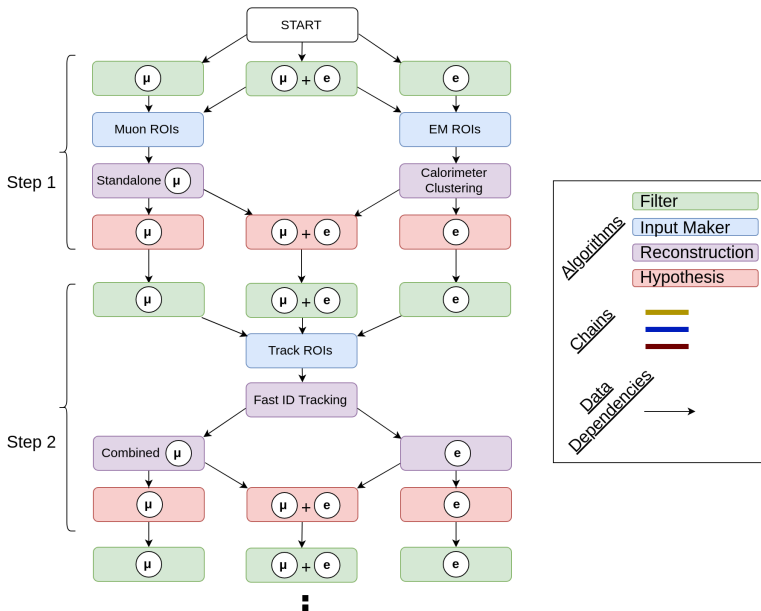 START
μ
μ + e
e
Muon ROIs
EM ROIs
Step 1
Standalone μ
Calorimeter
Clustering
μ
μ + e
e
μ
μ + e
e
Track ROIs
Fast ID Tracking
Step 2
Combined μ
e
μ
μ + e
e
μ
μ + e
e
Algorithms
Filter
Input Maker
Reconstruction
Hypothesis
Chains
Data
Dependencies